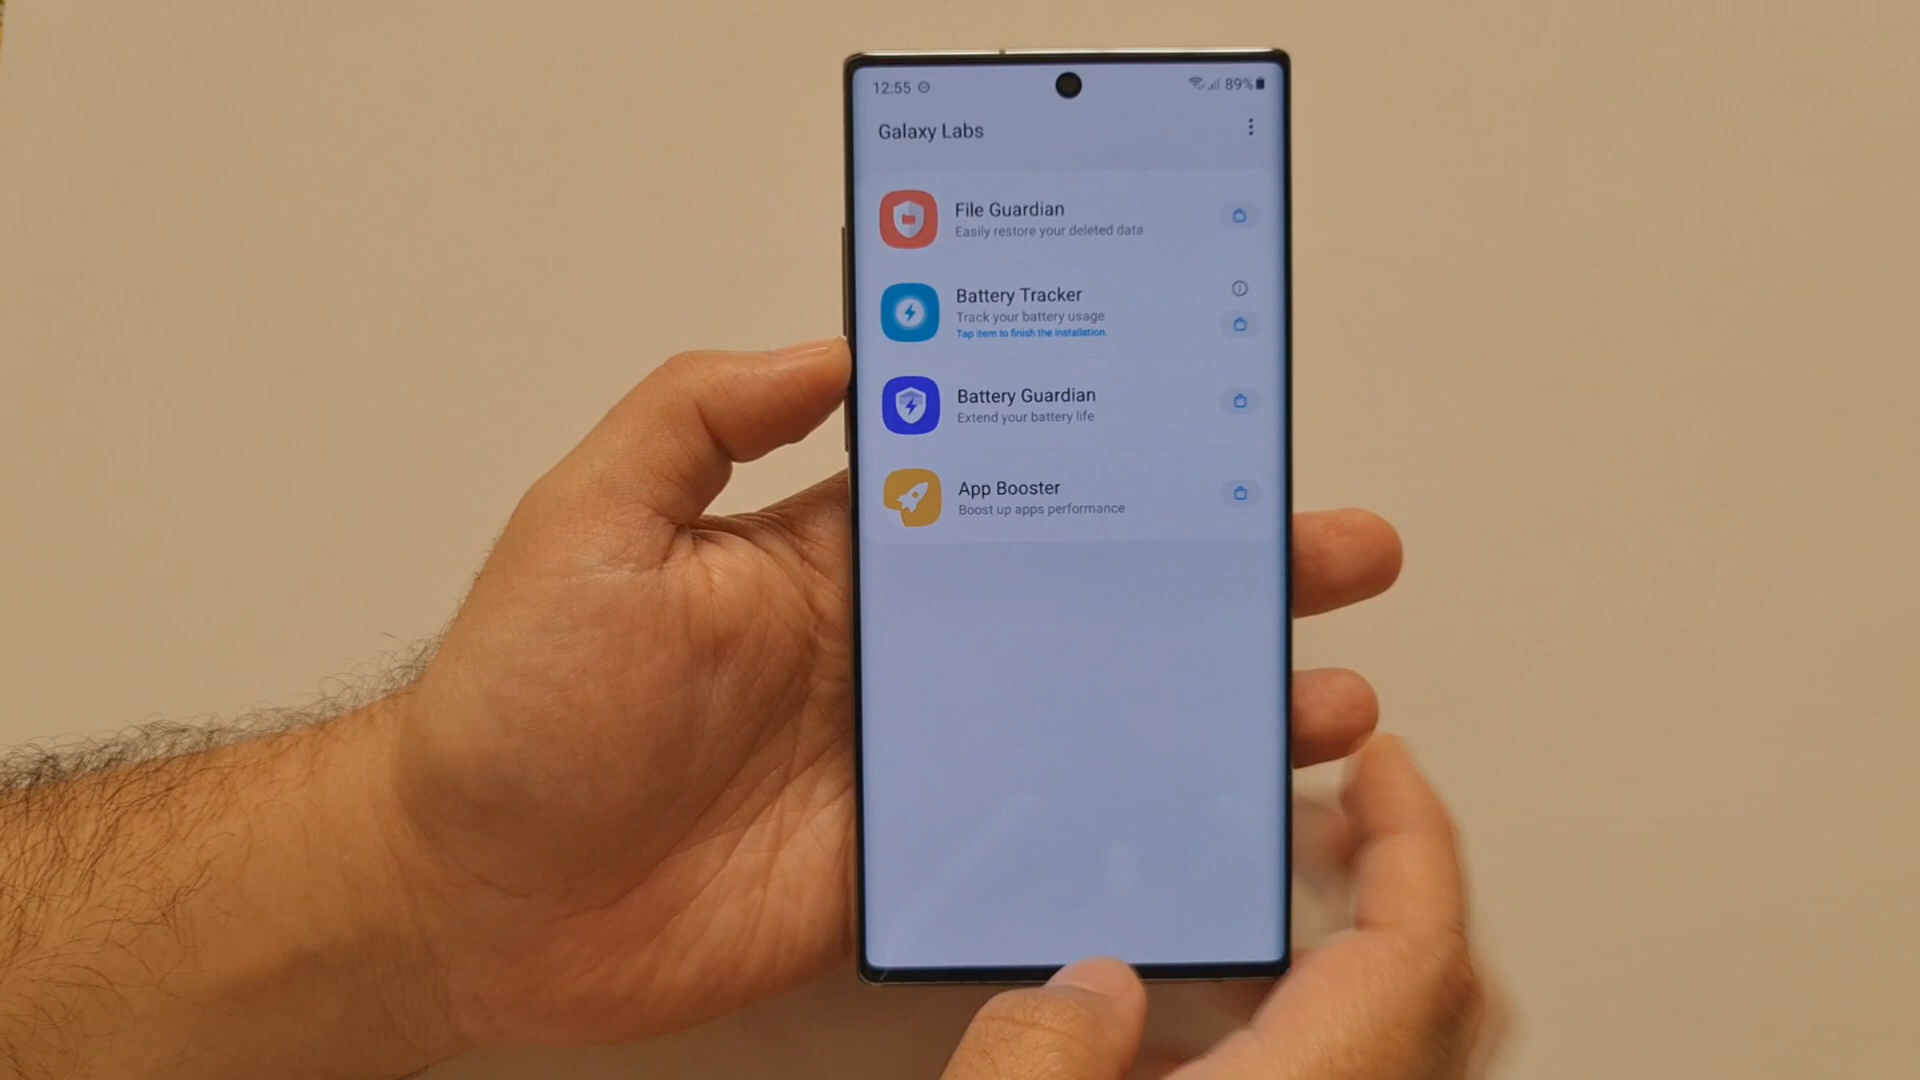 12:55
89%
Galaxy Labs
File Guardian
Easily restore your deleted data
Battery Tracker
Track your battery usage
Tap item to finish the installation.
Battery Guardian
Extend your battery life
App Booster
Boost up apps performance